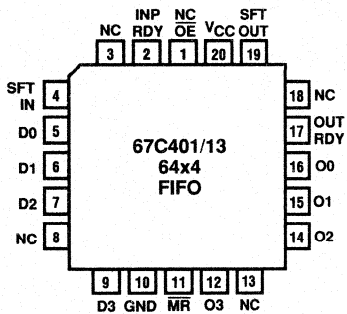 INP NC SFT
NC RDY OE VCC OUT
3 2 1 20 19
SFT IN 4
18 NC
D0 5
17 OUT RDY
67C401/13
64x4
FIFO
D1 6
16 O0
D2 7
15 O1
NC 8
14 O2
9 10 11 12 13
D3 GND MR O3 NC